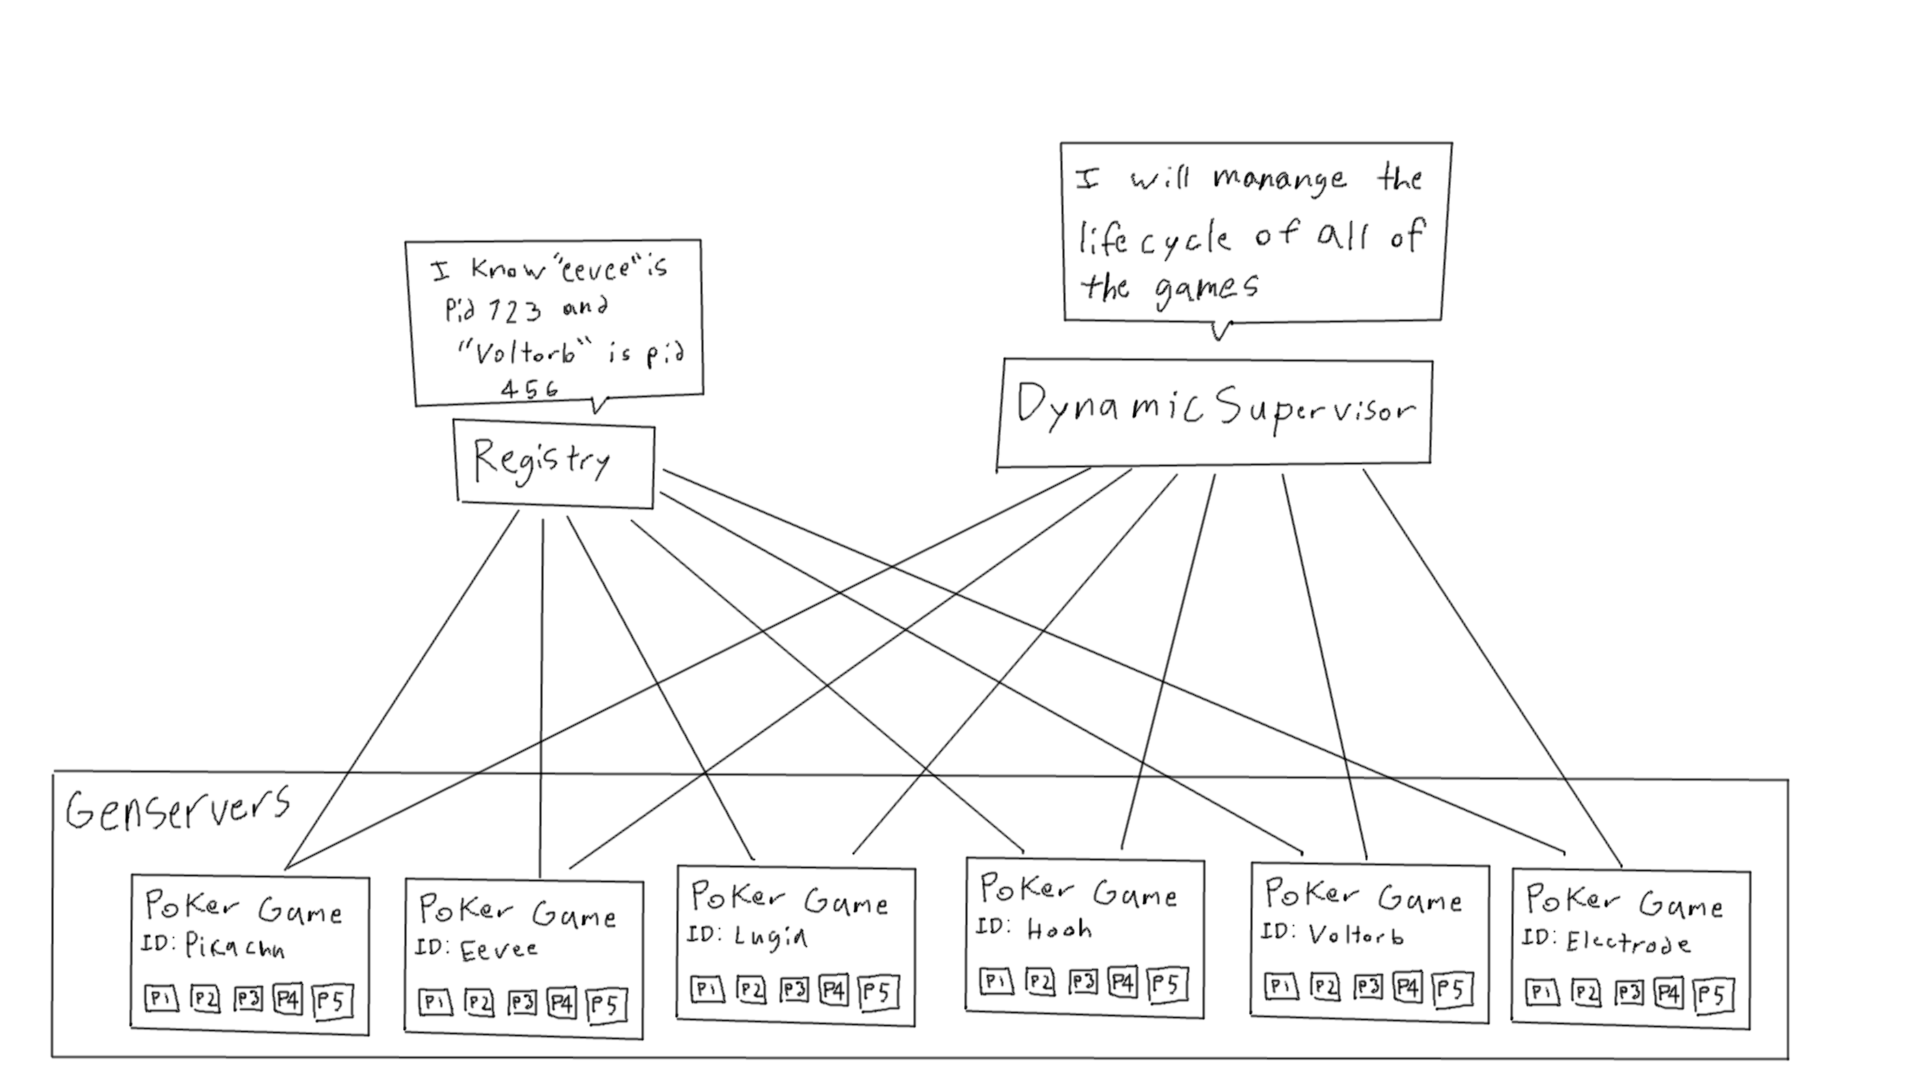 I will manange the
lifecycle of all of
the games
I know "eevee" is
pid 123 and
"Voltorb" is pid
456
DynamicSupervisor
Registry
Genservers
Poker Game
ID: Pikachu
P1 P2 P3 P4 P5
Poker Game
ID: Eevee
P1 P2 P3 P4 P5
Poker Game
ID: Lugia
P1 P2 P3 P4 P5
Poker Game
ID: Hooh
P1 P2 P3 P4 P5
Poker Game
ID: Voltorb
P1 P2 P3 P4 P5
Poker Game
ID: Electrode
P1 P2 P3 P4 P5